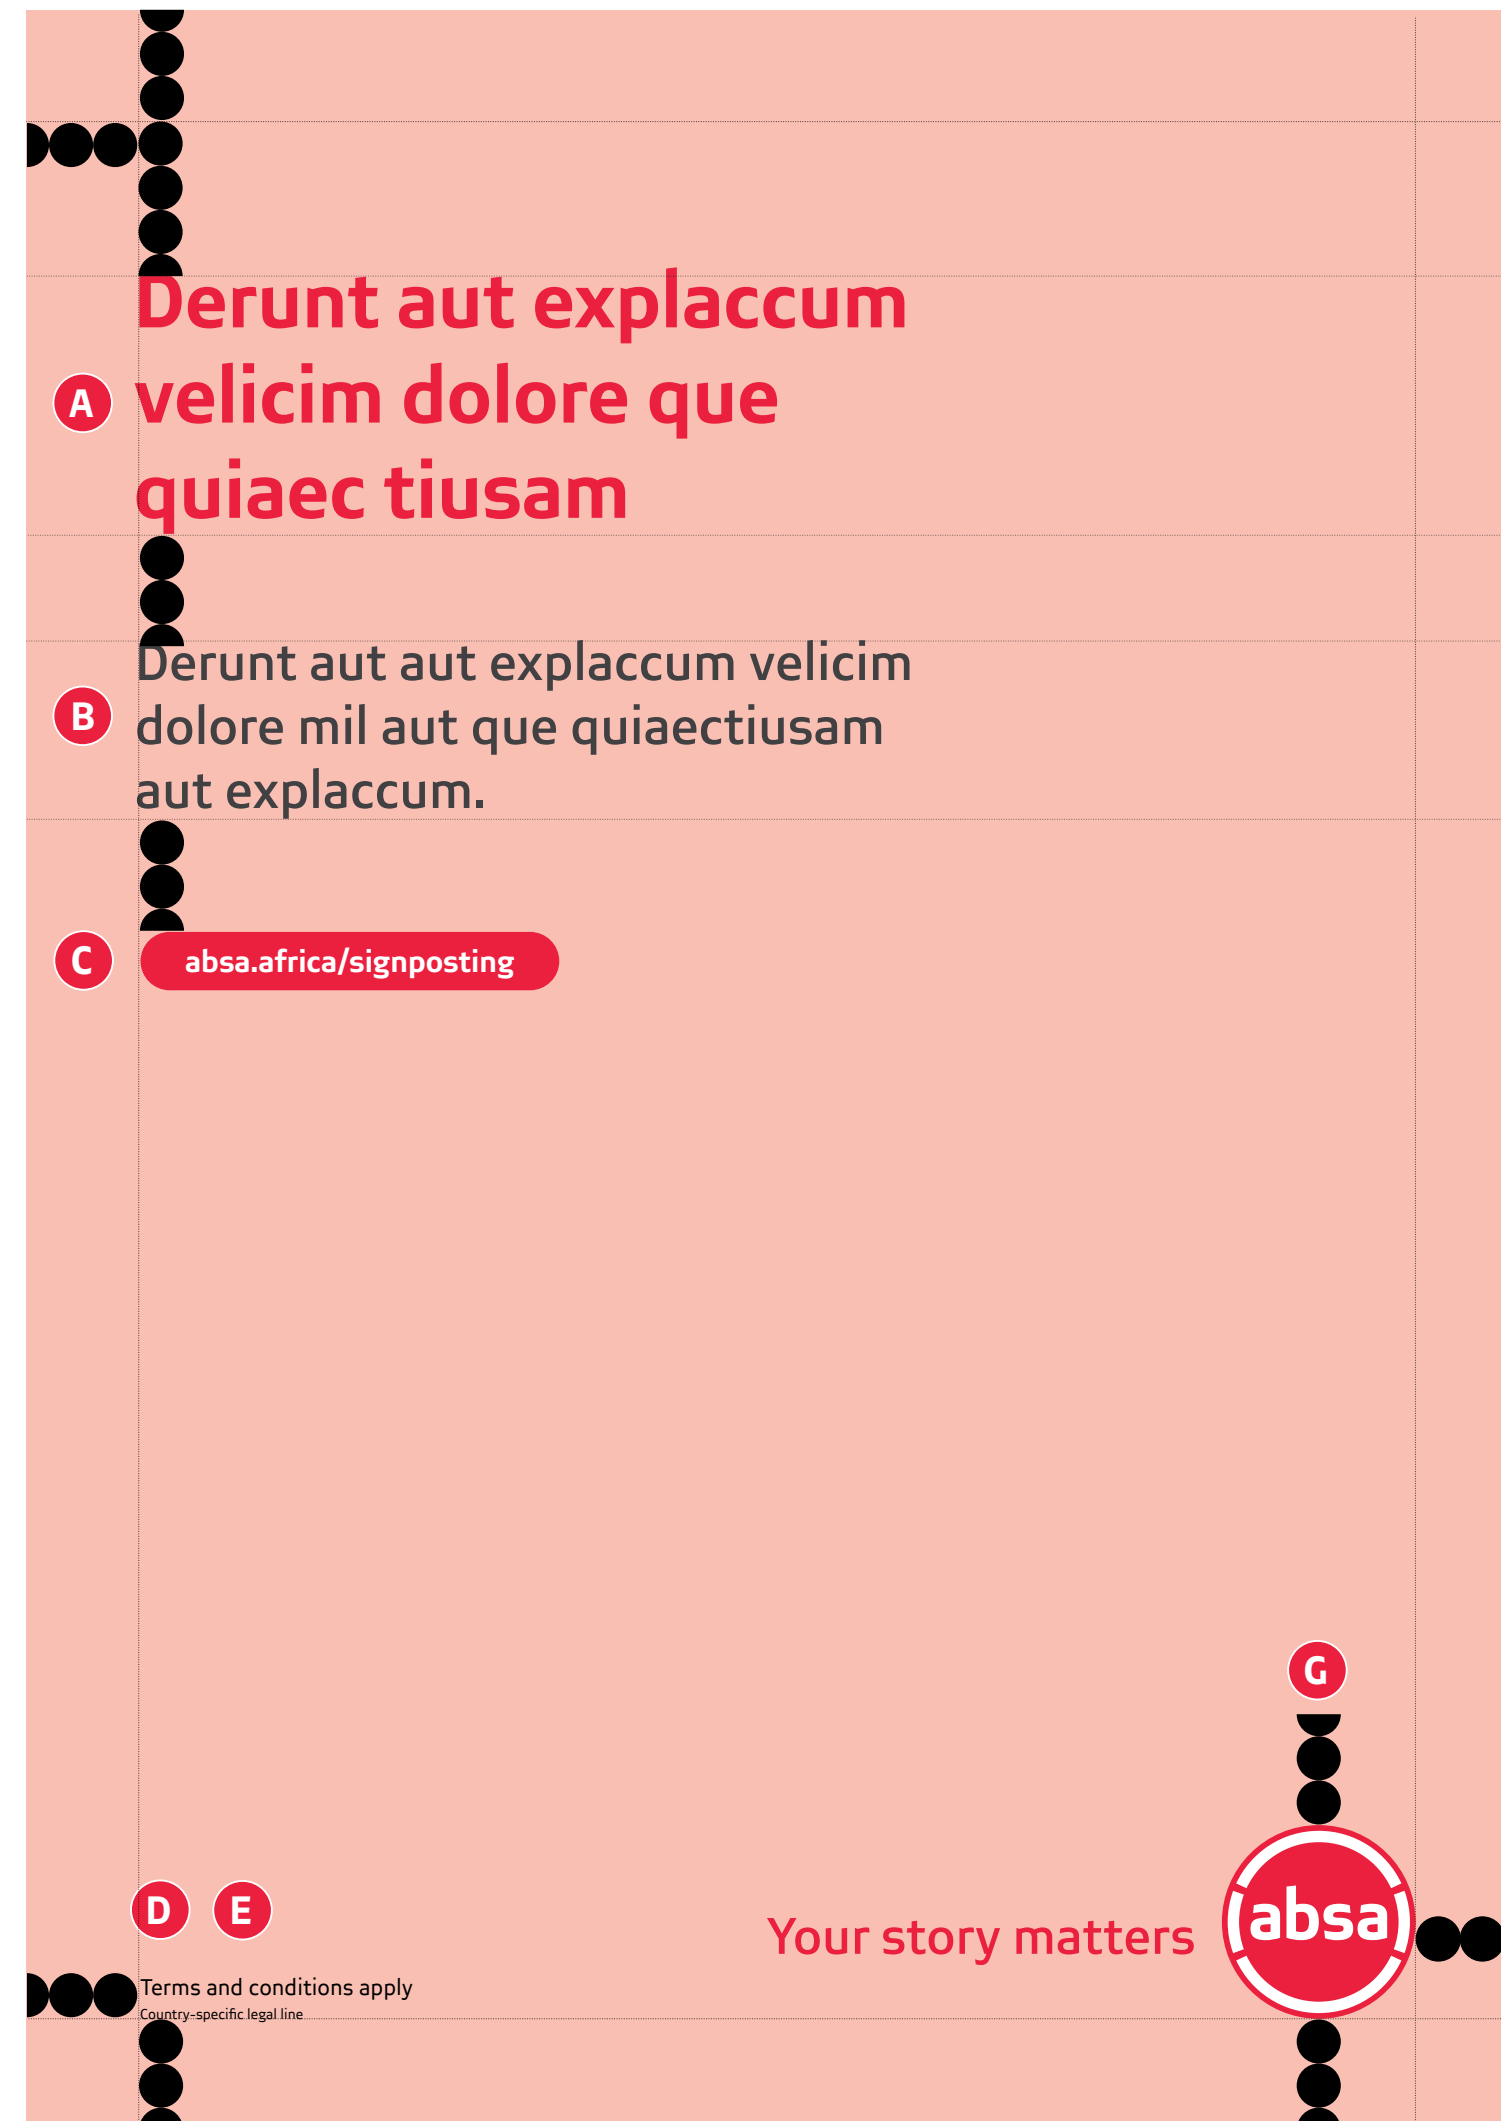 Derunt aut explaccum
A
velicim dolore que
quiaec tiusam
Derunt aut aut explaccum velicim
B
dolore mil aut que quiaectiusam
aut explaccum.
C
absa.africa/signposting
G
D E
absa
Your story matters
Terms and conditions apply
Country-specific legal line